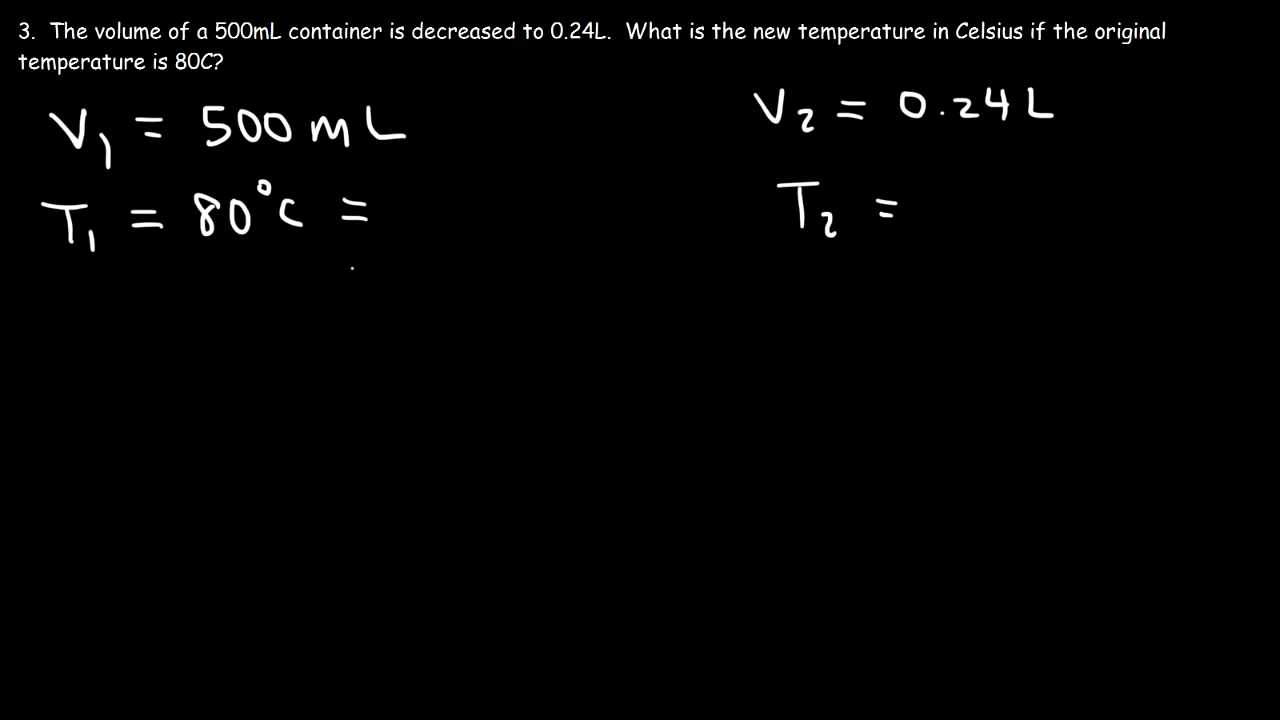 3. The volume of a 500mL container is decreased to 0.24L. What is the new temperature in Celsius if the original
temperature is 80C?
V₁ = 500 mL
V₂ = 0.24 L
T₁ = 80°C =
T₂ =